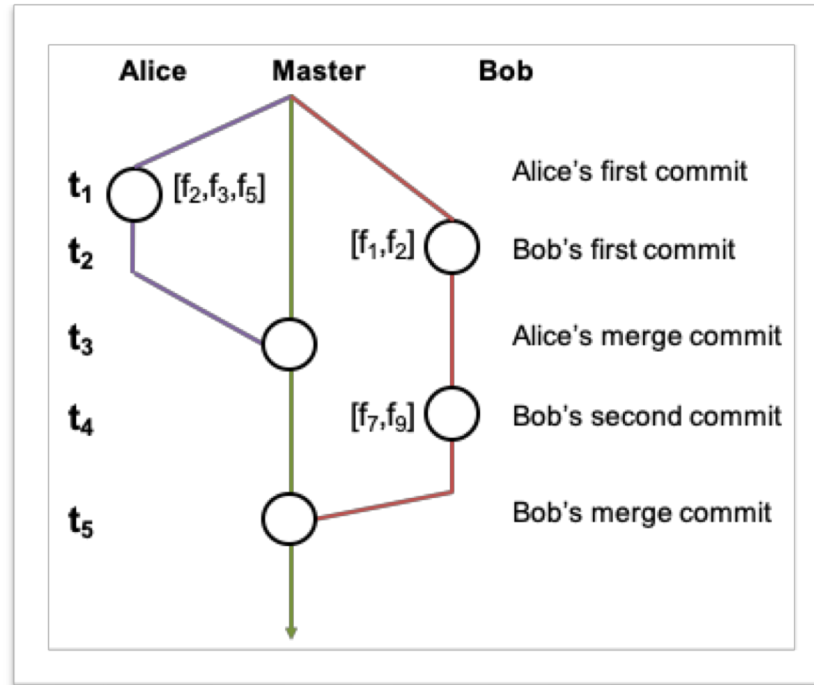 Alice Master Bob
t₁ [f₂,f₃,f₅] Alice’s first commit
t₂ [f₁,f₂] Bob’s first commit
t₃ Alice’s merge commit
t₄ [f₇,f₉] Bob’s second commit
t₅ Bob’s merge commit